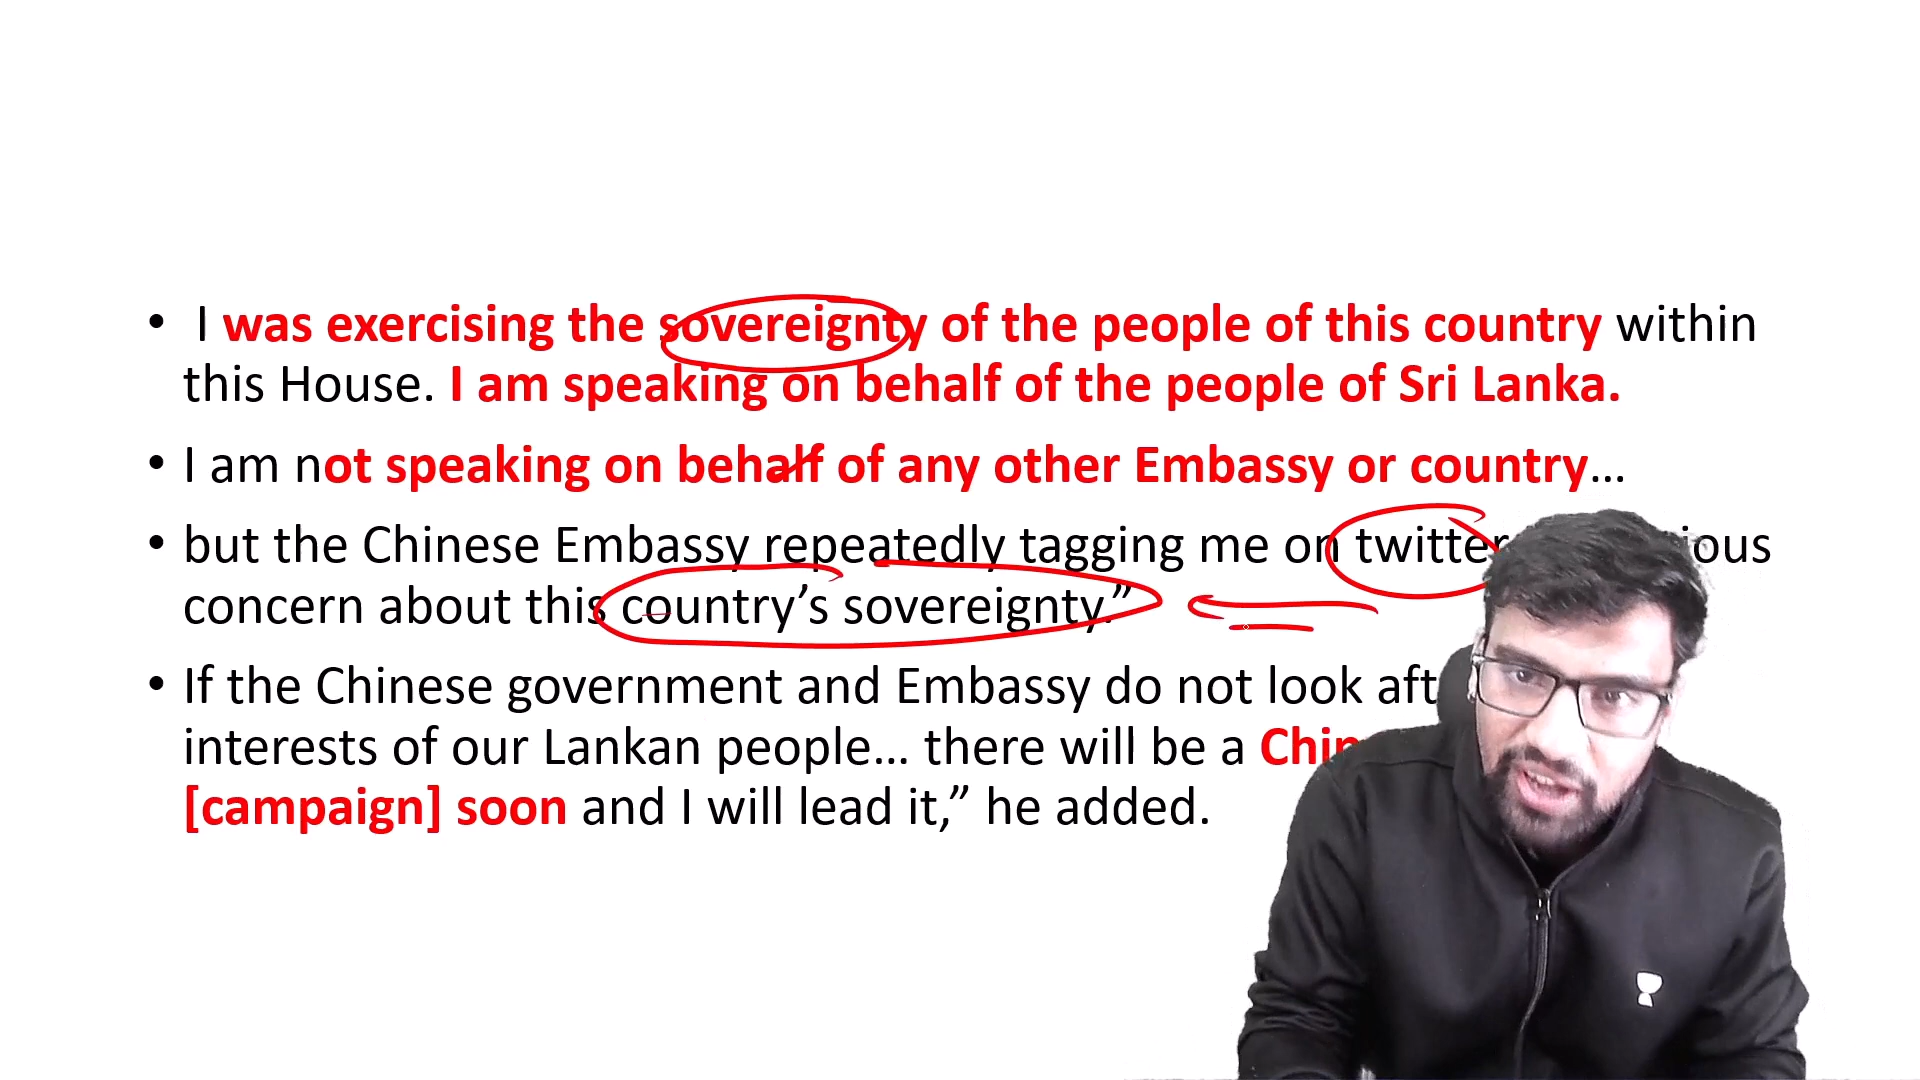 • I was exercising the sovereignty of the people of this country within
this House. I am speaking on behalf of the people of Sri Lanka.
• I am not speaking on behalf of any other Embassy or country…
• but the Chinese Embassy repeatedly tagging me on twitter
concern about this country’s sovereignty.”
• If the Chinese government and Embassy do not look
interests of our Lankan people… there will be a
[campaign] soon and I will lead it,” he added.